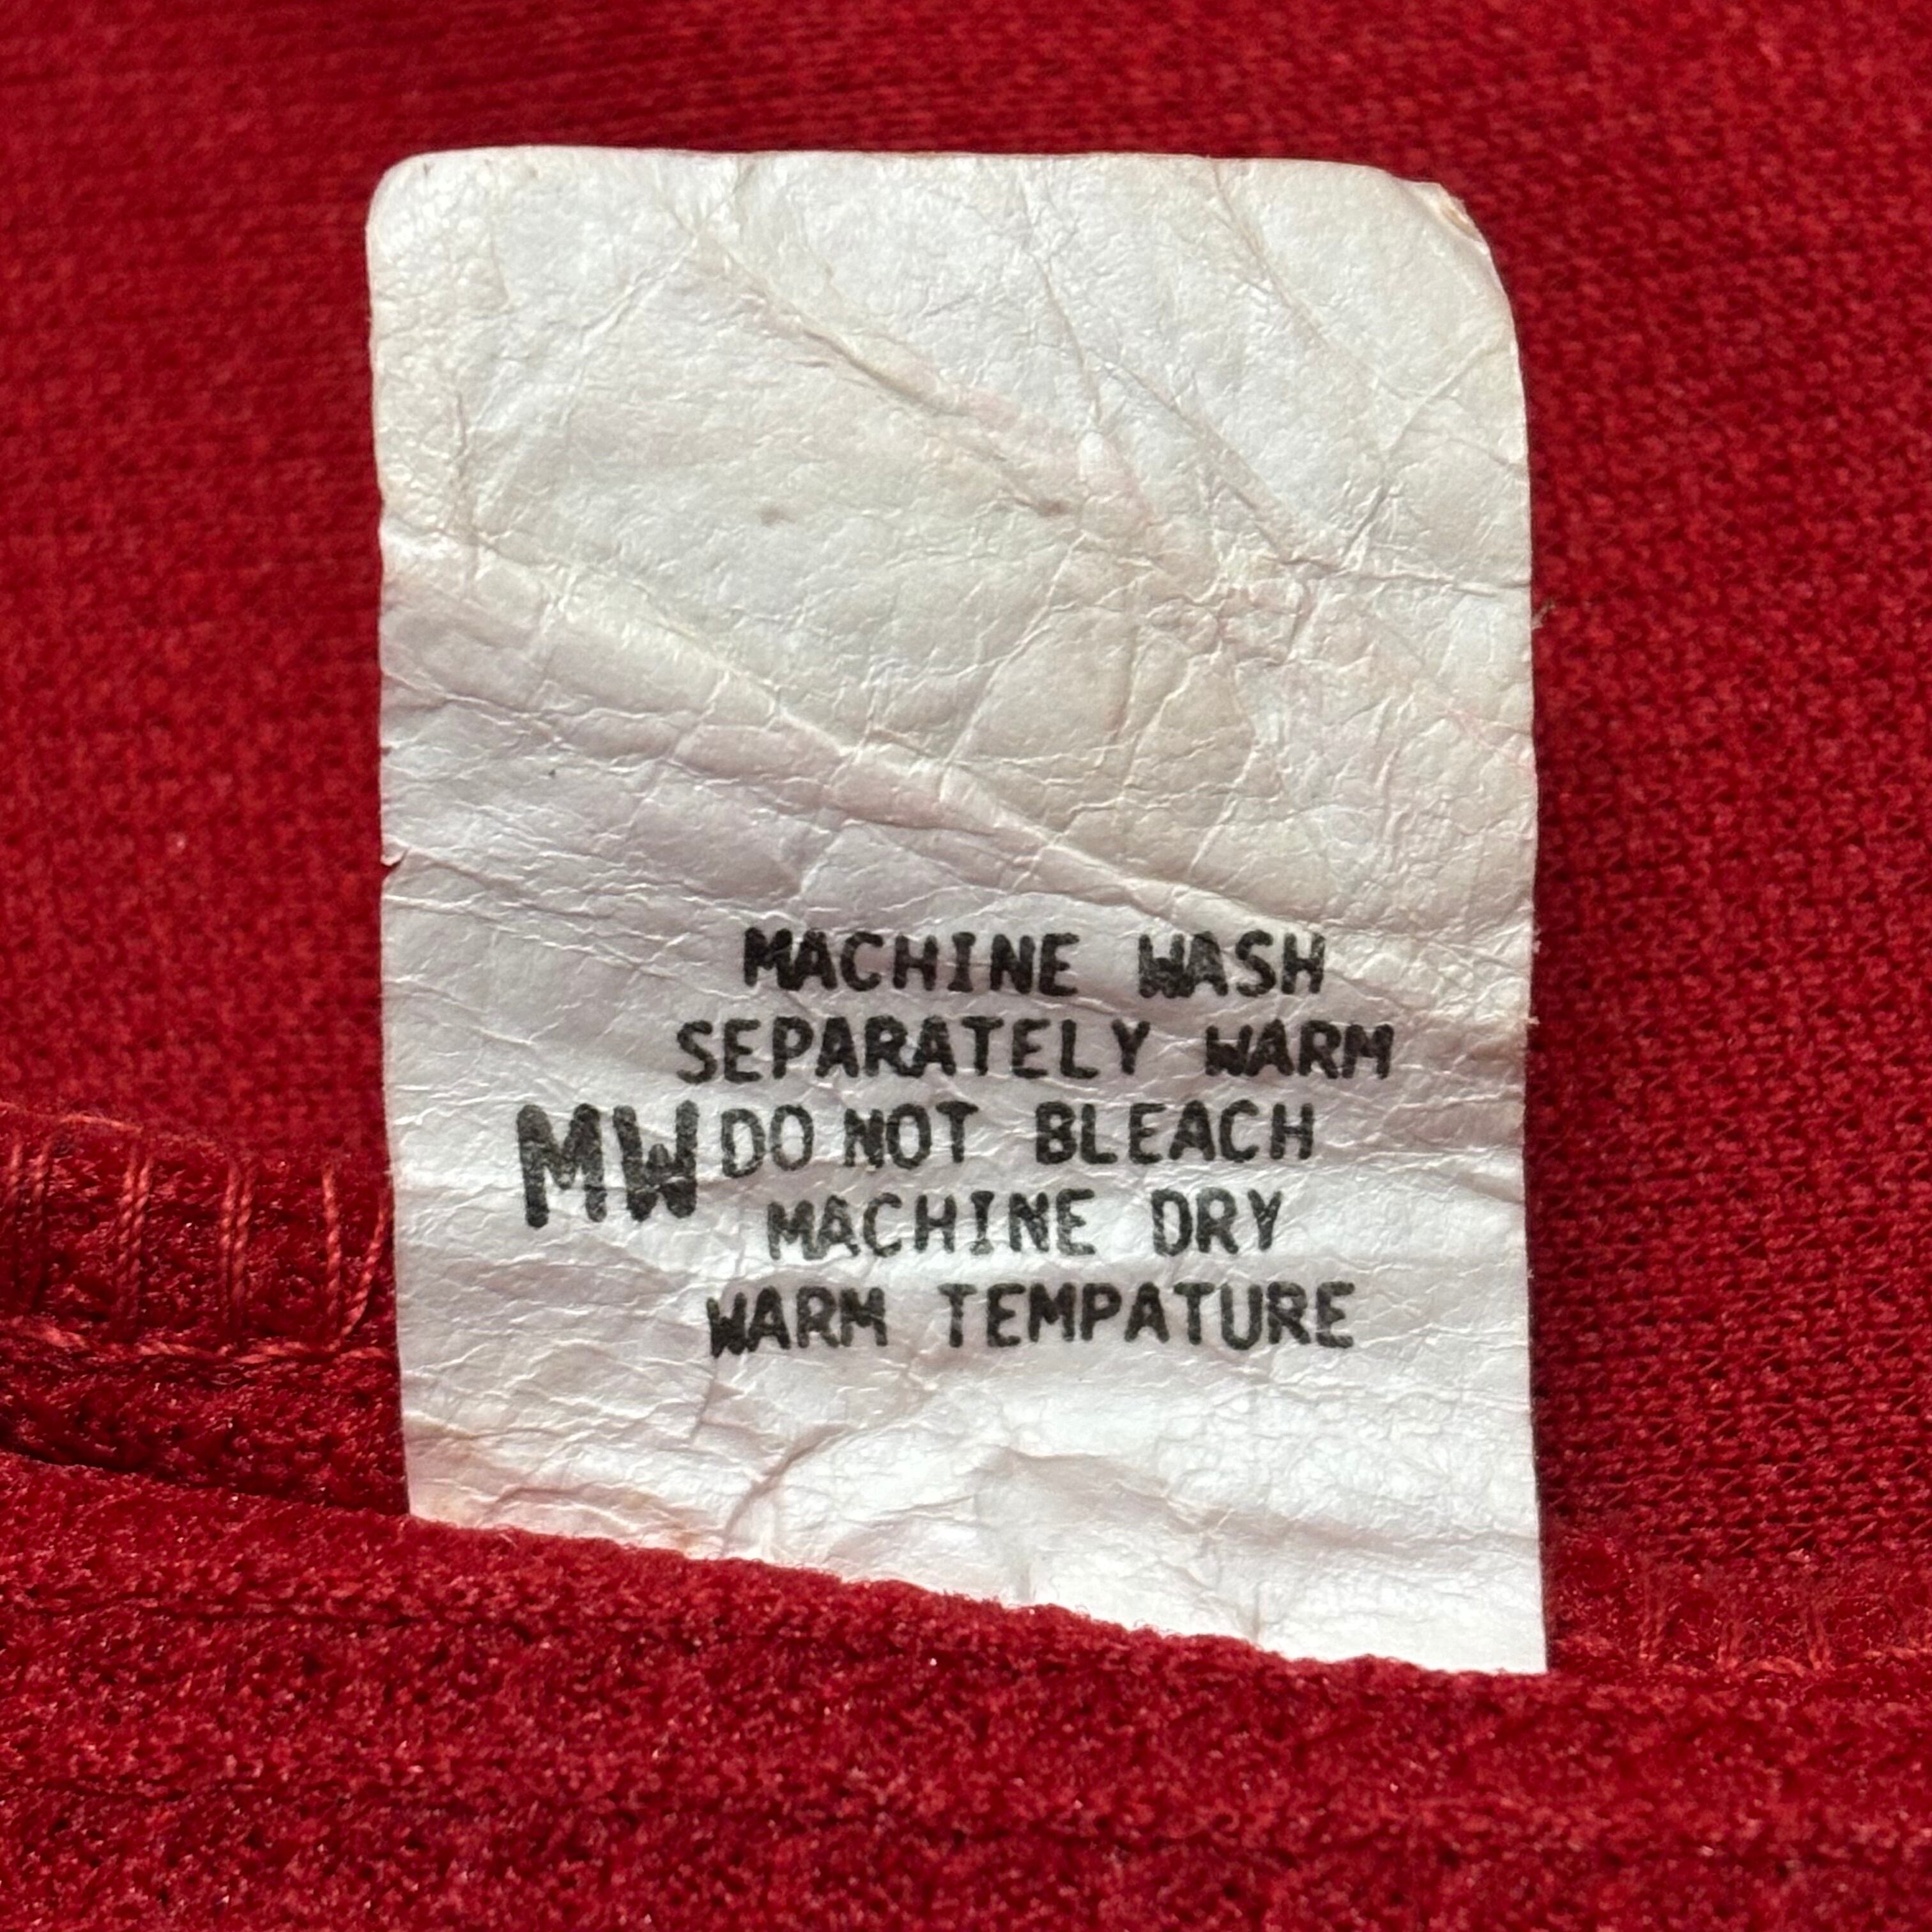 MACHINE WASH
SEPARATELY WARM
MW DO NOT BLEACH
MACHINE DRY
WARM TEMPATURE